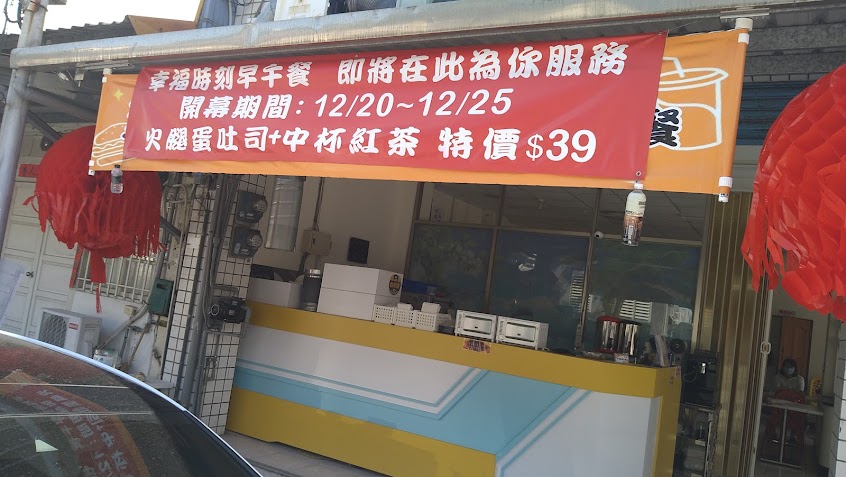 幸福時刻早午餐 即將在此為你服務
開幕期間：12/20~12/25
火腿蛋吐司+中杯紅茶 特價$39
餐